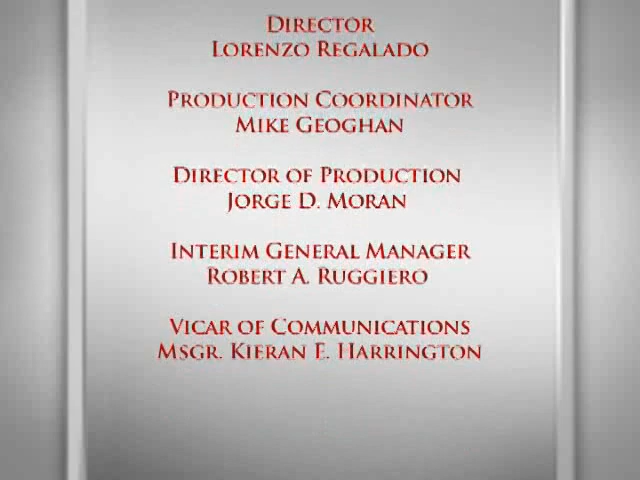 DIRECTOR
LORENZO REGALADO
PRODUCTION COORDINATOR
MIKE GEOGHAN
DIRECTOR OF PRODUCTION
JORGE D. MORAN
INTERIM GENERAL MANAGER
ROBERT A. RUGGIERO
VICAR OF COMMUNICATIONS
MSGR. KIERAN E. HARRINGTON